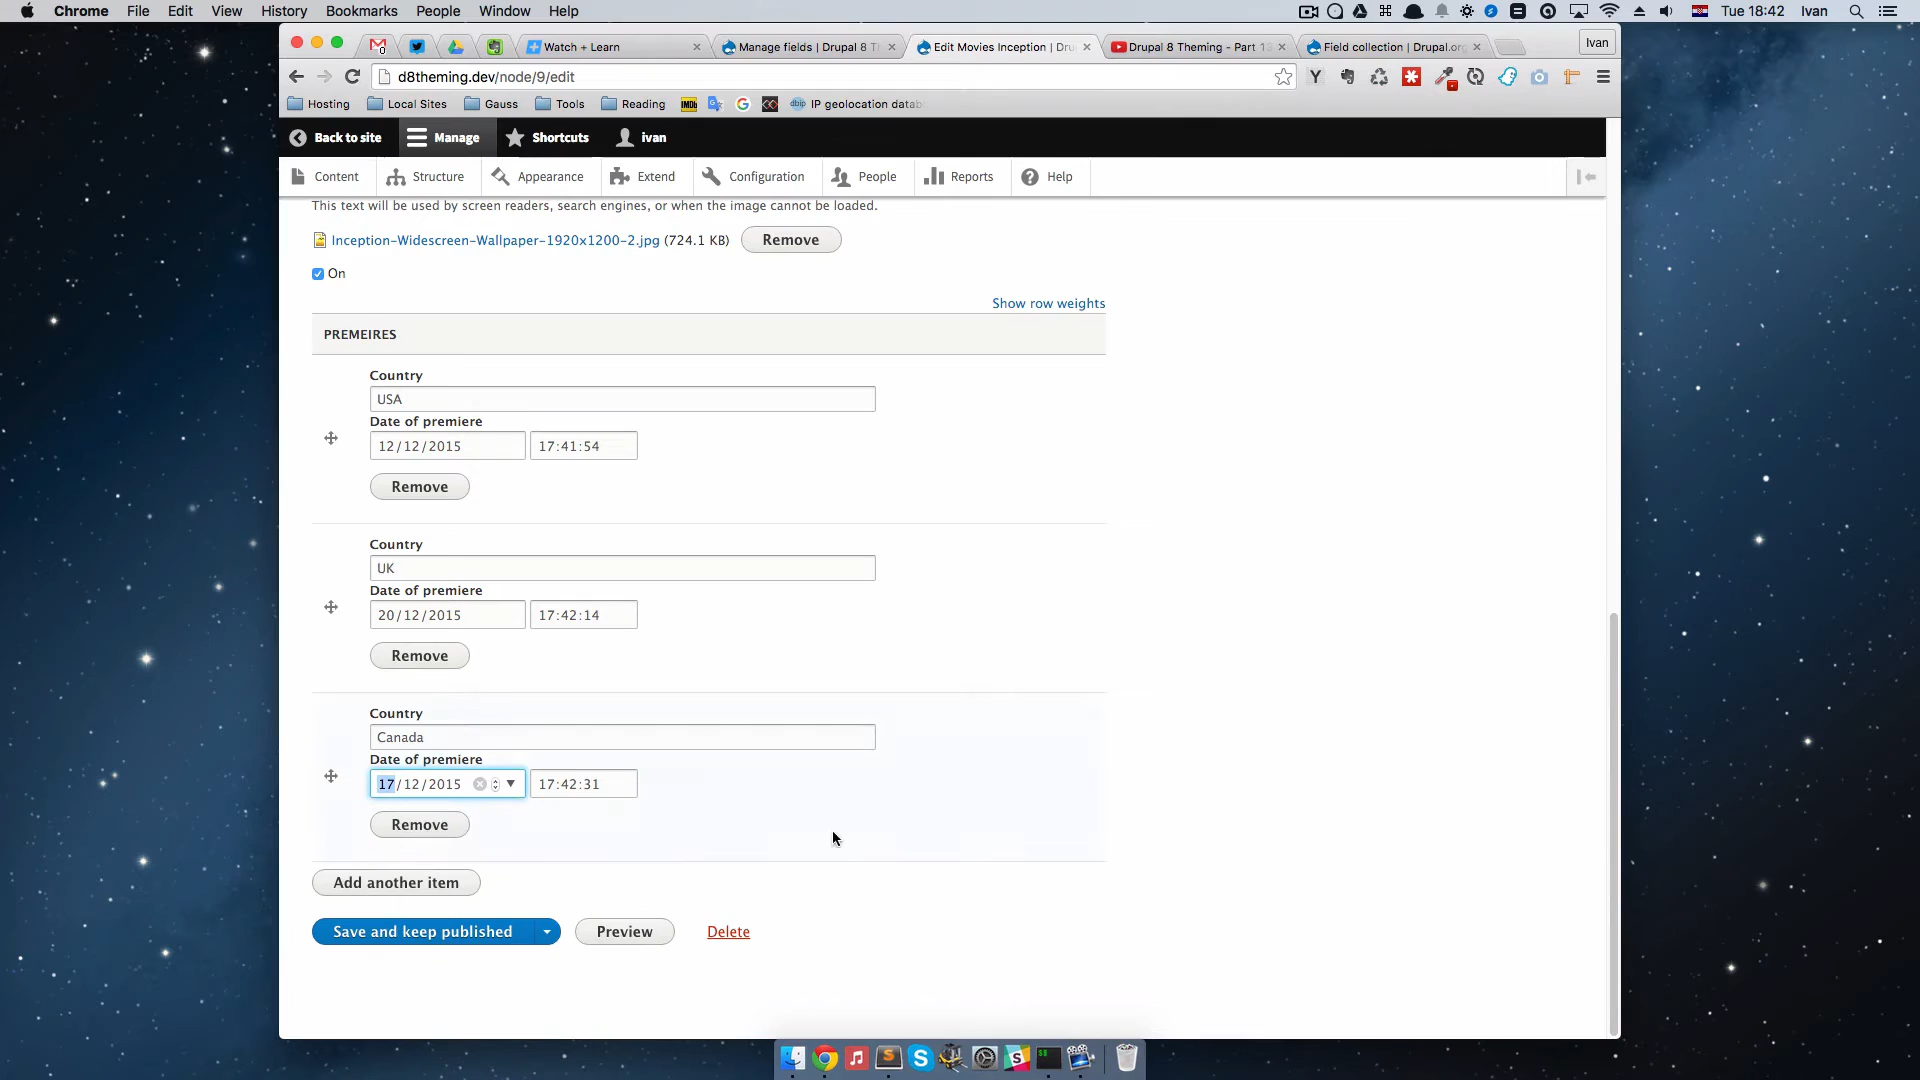 Chrome File Edit View History Bookmarks People Window Help Tue 18:42 Ivan
0 Watch + Learn Manage fields | Drupal 8 T Edit Movies Inception | Dru Drupal 8 Theming - Part 1 Field collection | Drupal.or Ivan
d8theming.dev/node/9/edit Y
Hosting Local Sites Gauss Tools Reading IMDb dbip IP geolocation datab
Back to site Manage Shortcuts ivan
Content Structure Appearance Extend Configuration People Reports Help
This text will be used by screen readers, search engines, or when the image cannot be loaded.
Inception-Widescreen-Wallpaper-1920x1200-2.jpg (724.1 KB) Remove
On
Show row weights
PREMEIRES
Country
USA
Date of premiere
12/12/2015 17:41:54
Remove
Country
UK
Date of premiere
20/12/2015 17:42:14
Remove
Country
Canada
Date of premiere
17/12/2015 17:42:31
Remove
Add another item
Save and keep published Preview Delete